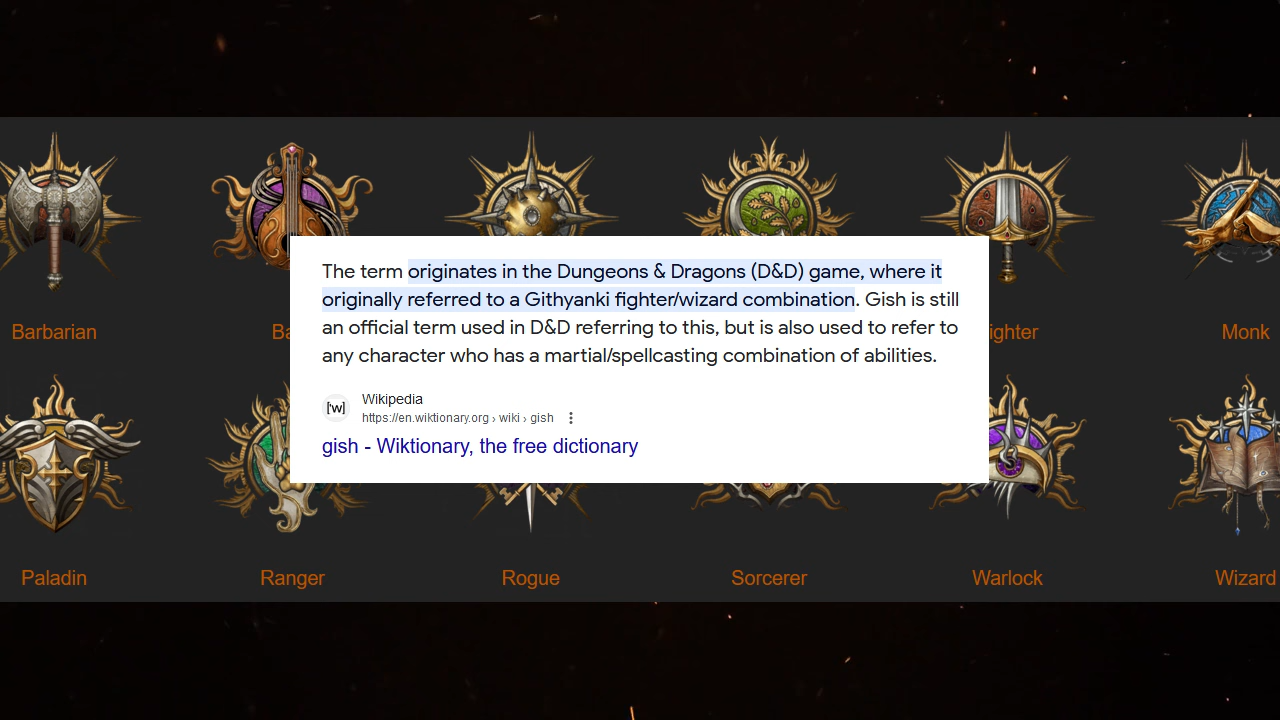 The term originates in the Dungeons & Dragons (D&D) game, where it
originally referred to a Githyanki fighter/wizard combination. Gish is still
an official term used in D&D referring to this, but is also used to refer to
any character who has a martial/spellcasting combination of abilities.
[w] Wikipedia
https://en.wiktionary.org › wiki › gish
gish - Wiktionary, the free dictionary
Barbarian Ba ighter Monk
Paladin Ranger Rogue Sorcerer Warlock Wizard